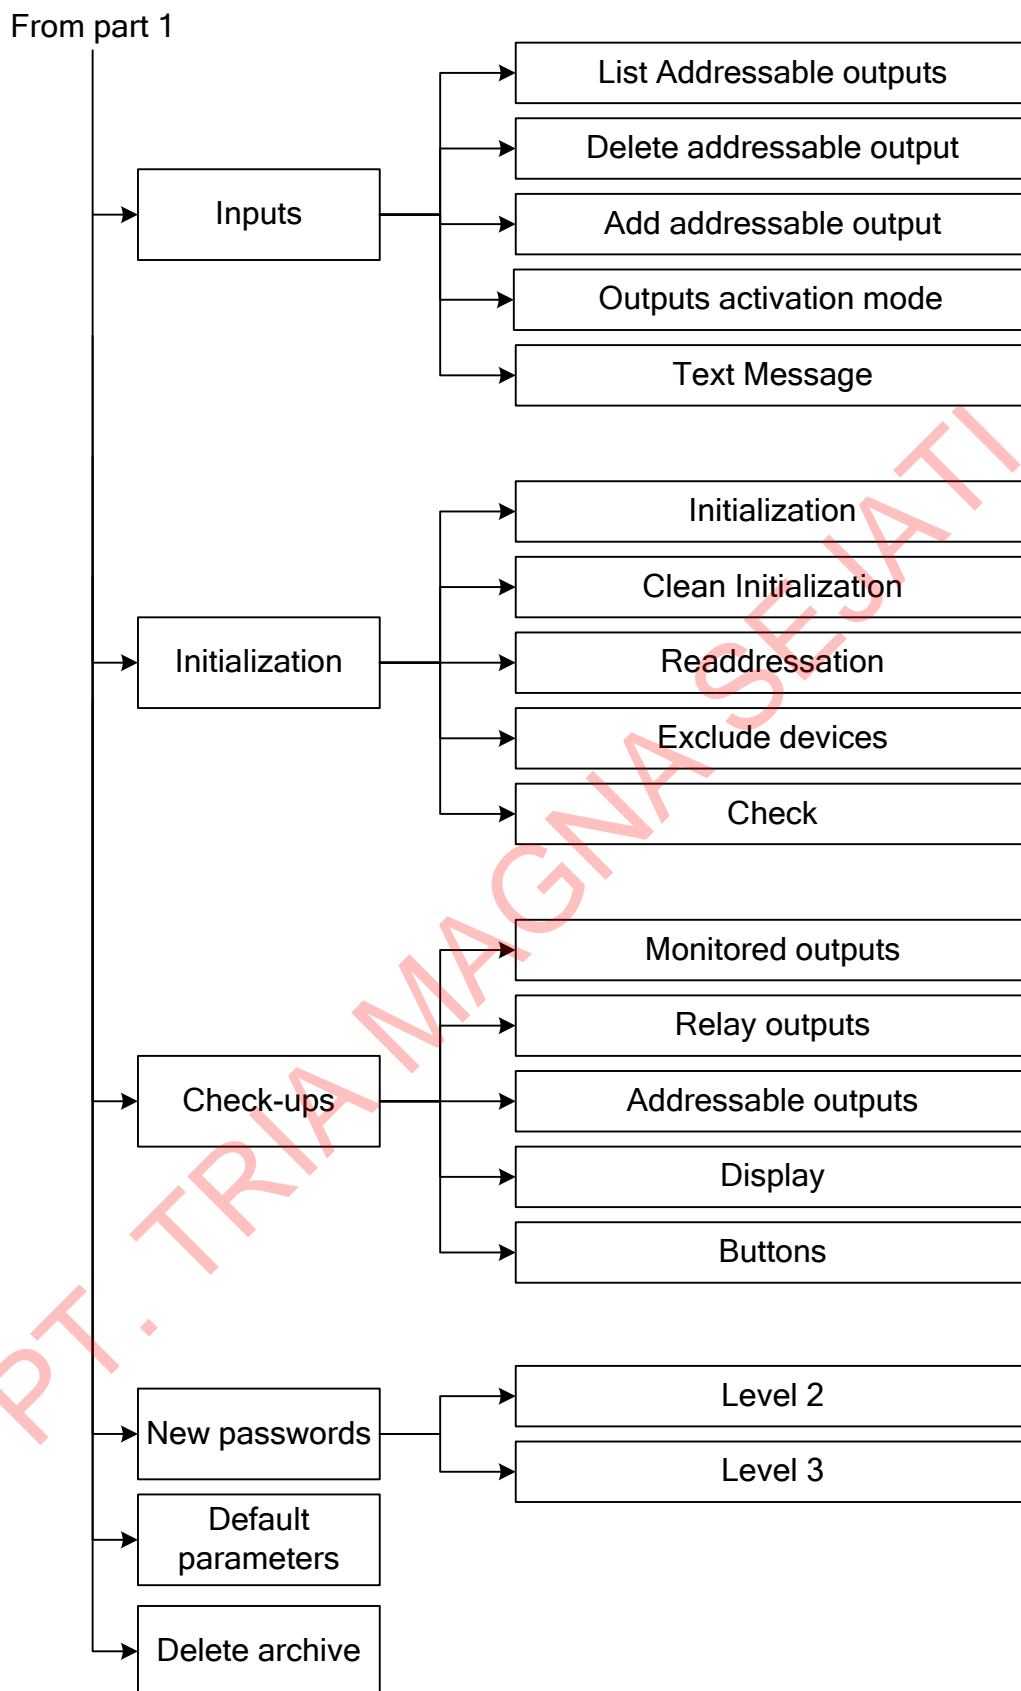 From part 1
Inputs
List Addressable outputs
Delete addressable output
Add addressable output
Outputs activation mode
Text Message
Initialization
Initialization
Clean Initialization
Readdressation
Exclude devices
Check
Check-ups
Monitored outputs
Relay outputs
Addressable outputs
Display
Buttons
New passwords
Level 2
Level 3
Default
parameters
Delete archive
PT. TRIA MAGNA SEJATI